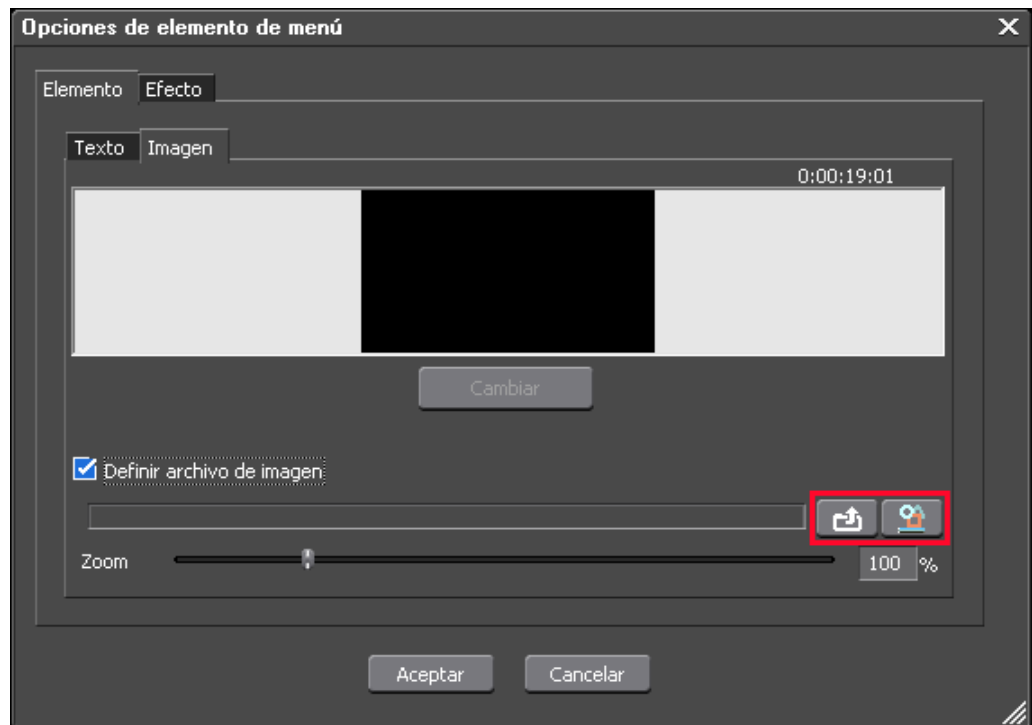 Opciones de elemento de menú
Elemento Efecto
Texto Imagen
0:00:19:01
Cambiar
Definir archivo de imagen
Zoom 100 %
Aceptar Cancelar